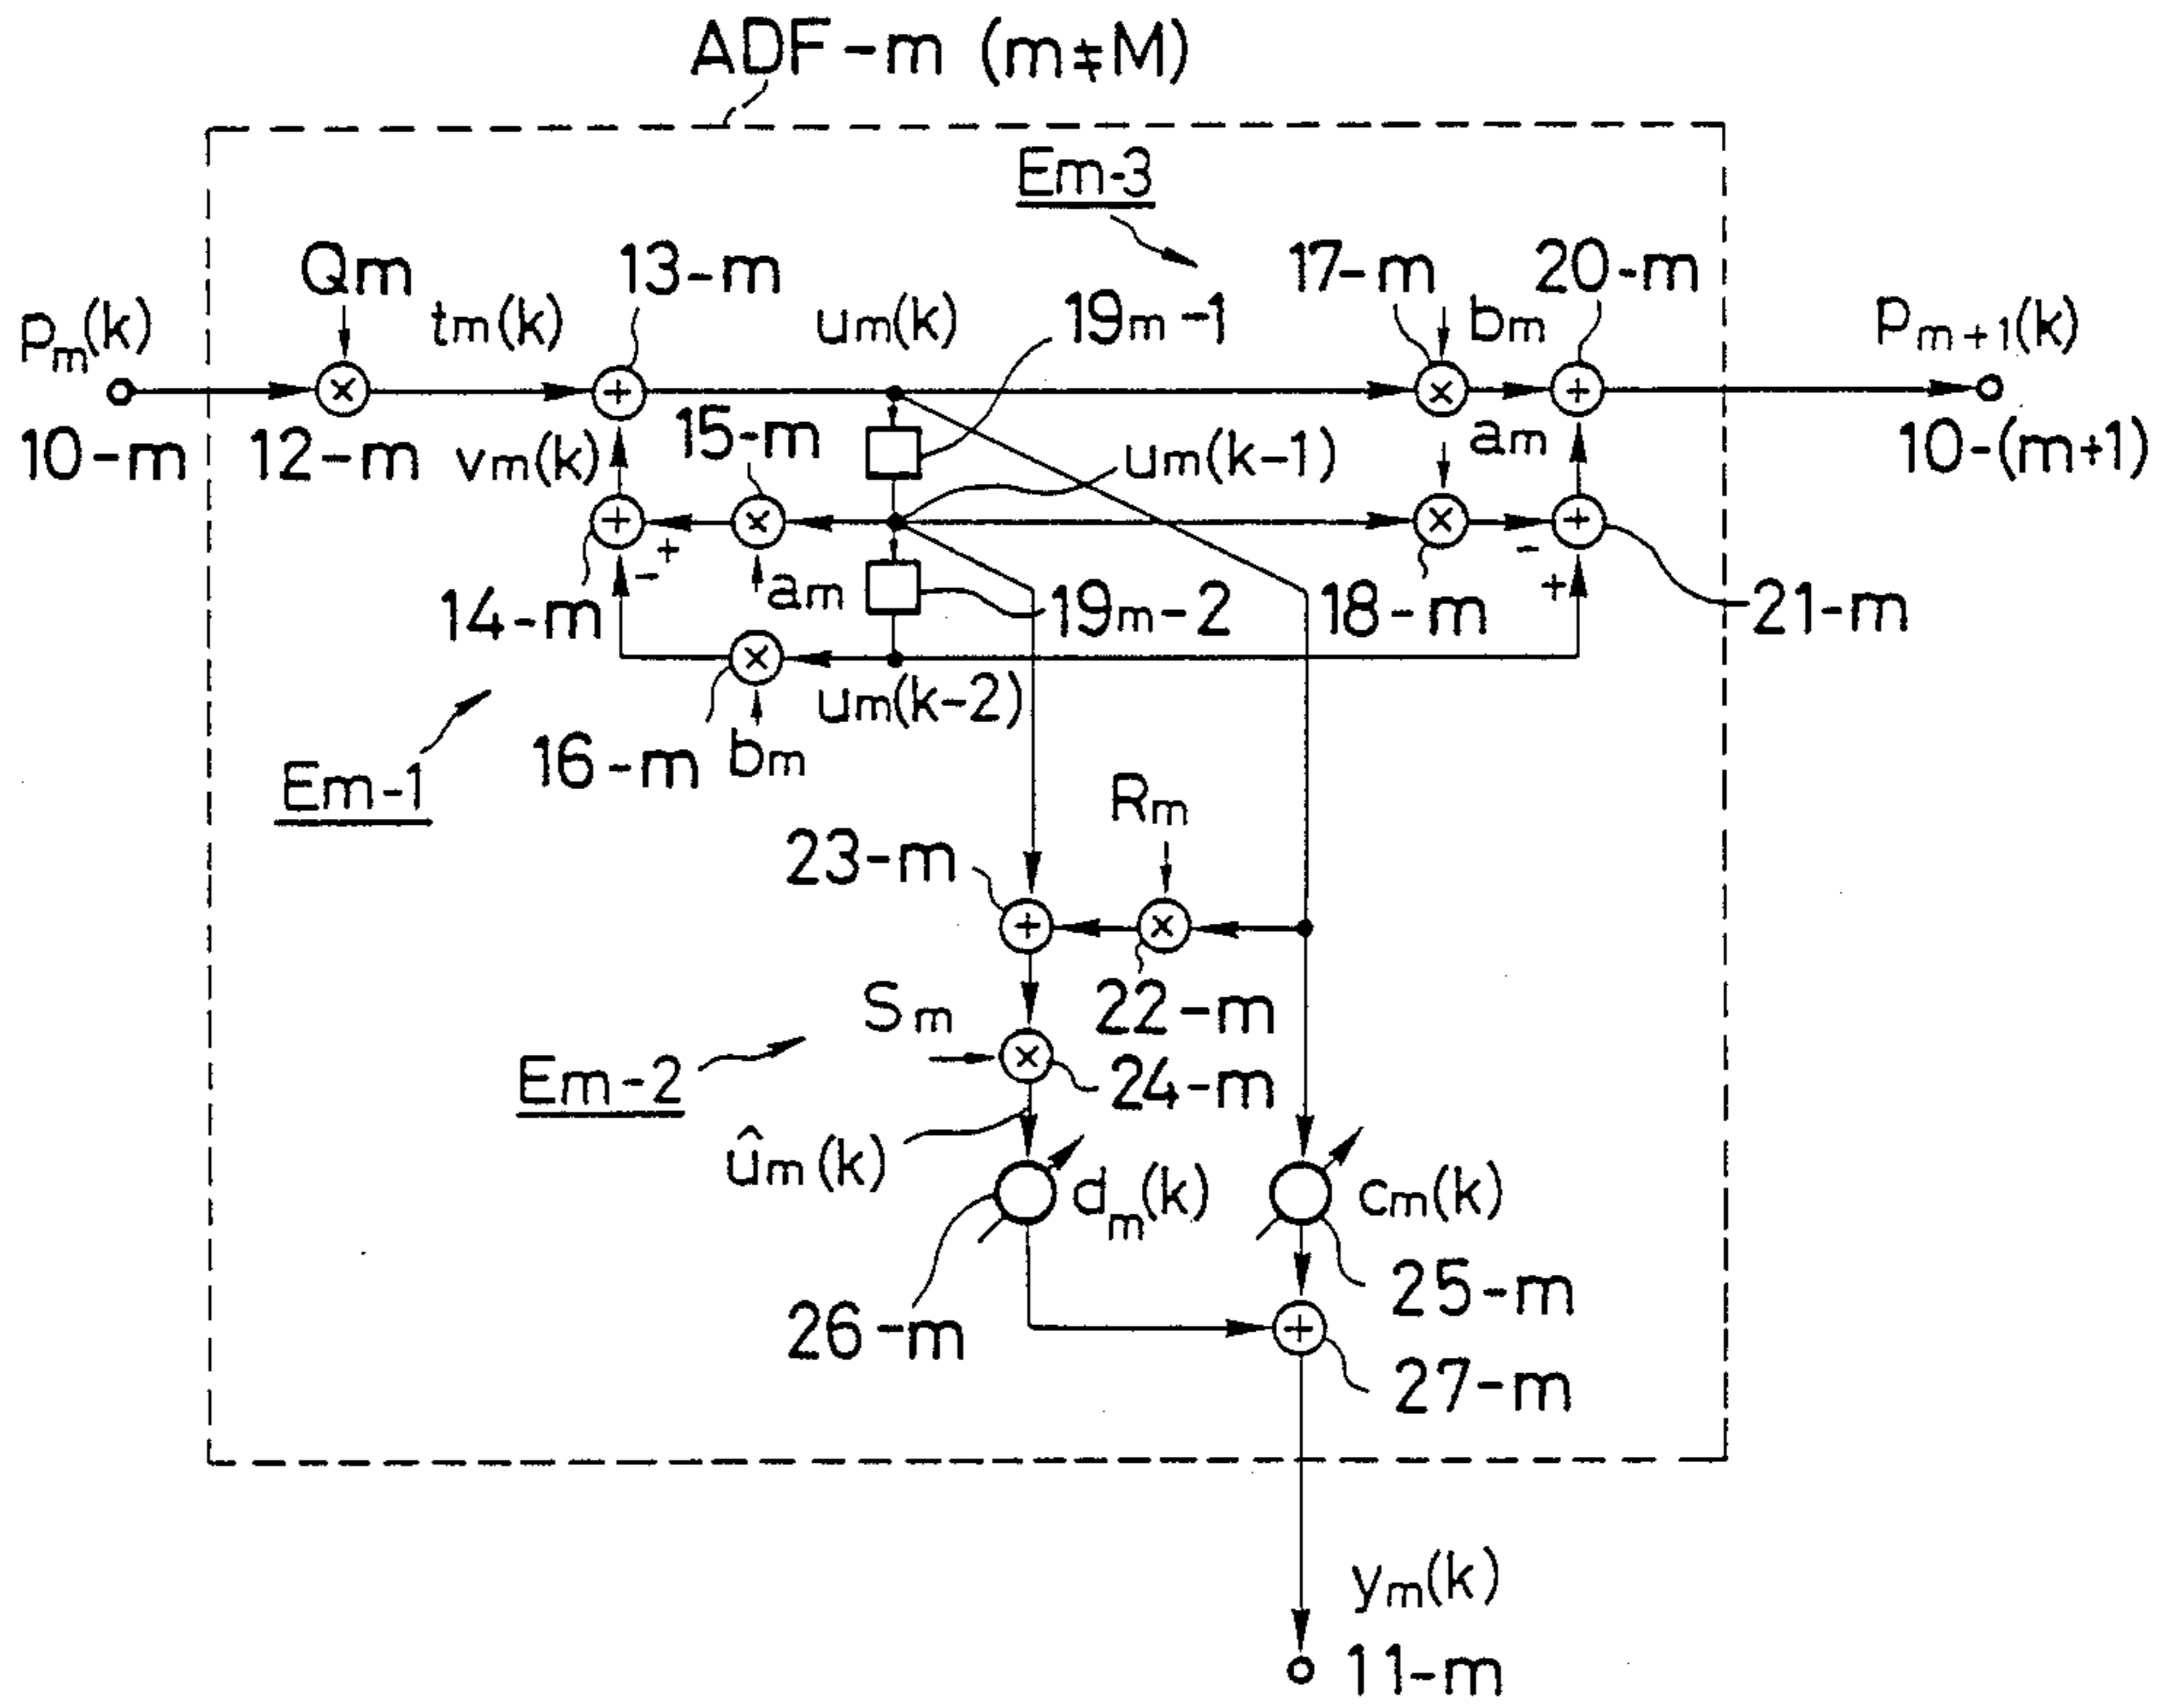 ADF-m (m≠M)
Em-3
Qm
13-m
17-m
20-m
pm(k)
tm(k)
um(k)
19m-1
bm
pm+1(k)
×
+
×
+
10-m
12-m
vm(k)
15-m
um(k-1)
am
10-(m+1)
+
×
×
+
+
-
-
+
14-m
am
19m-2
18-m
21-m
×
um(k-2)
16-m
bm
Em-1
Rm
23-m
+
×
Sm
22-m
×
Em-2
24-m
ûm(k)
dm(k)
cm(k)
25-m
26-m
+
27-m
ym(k)
11-m